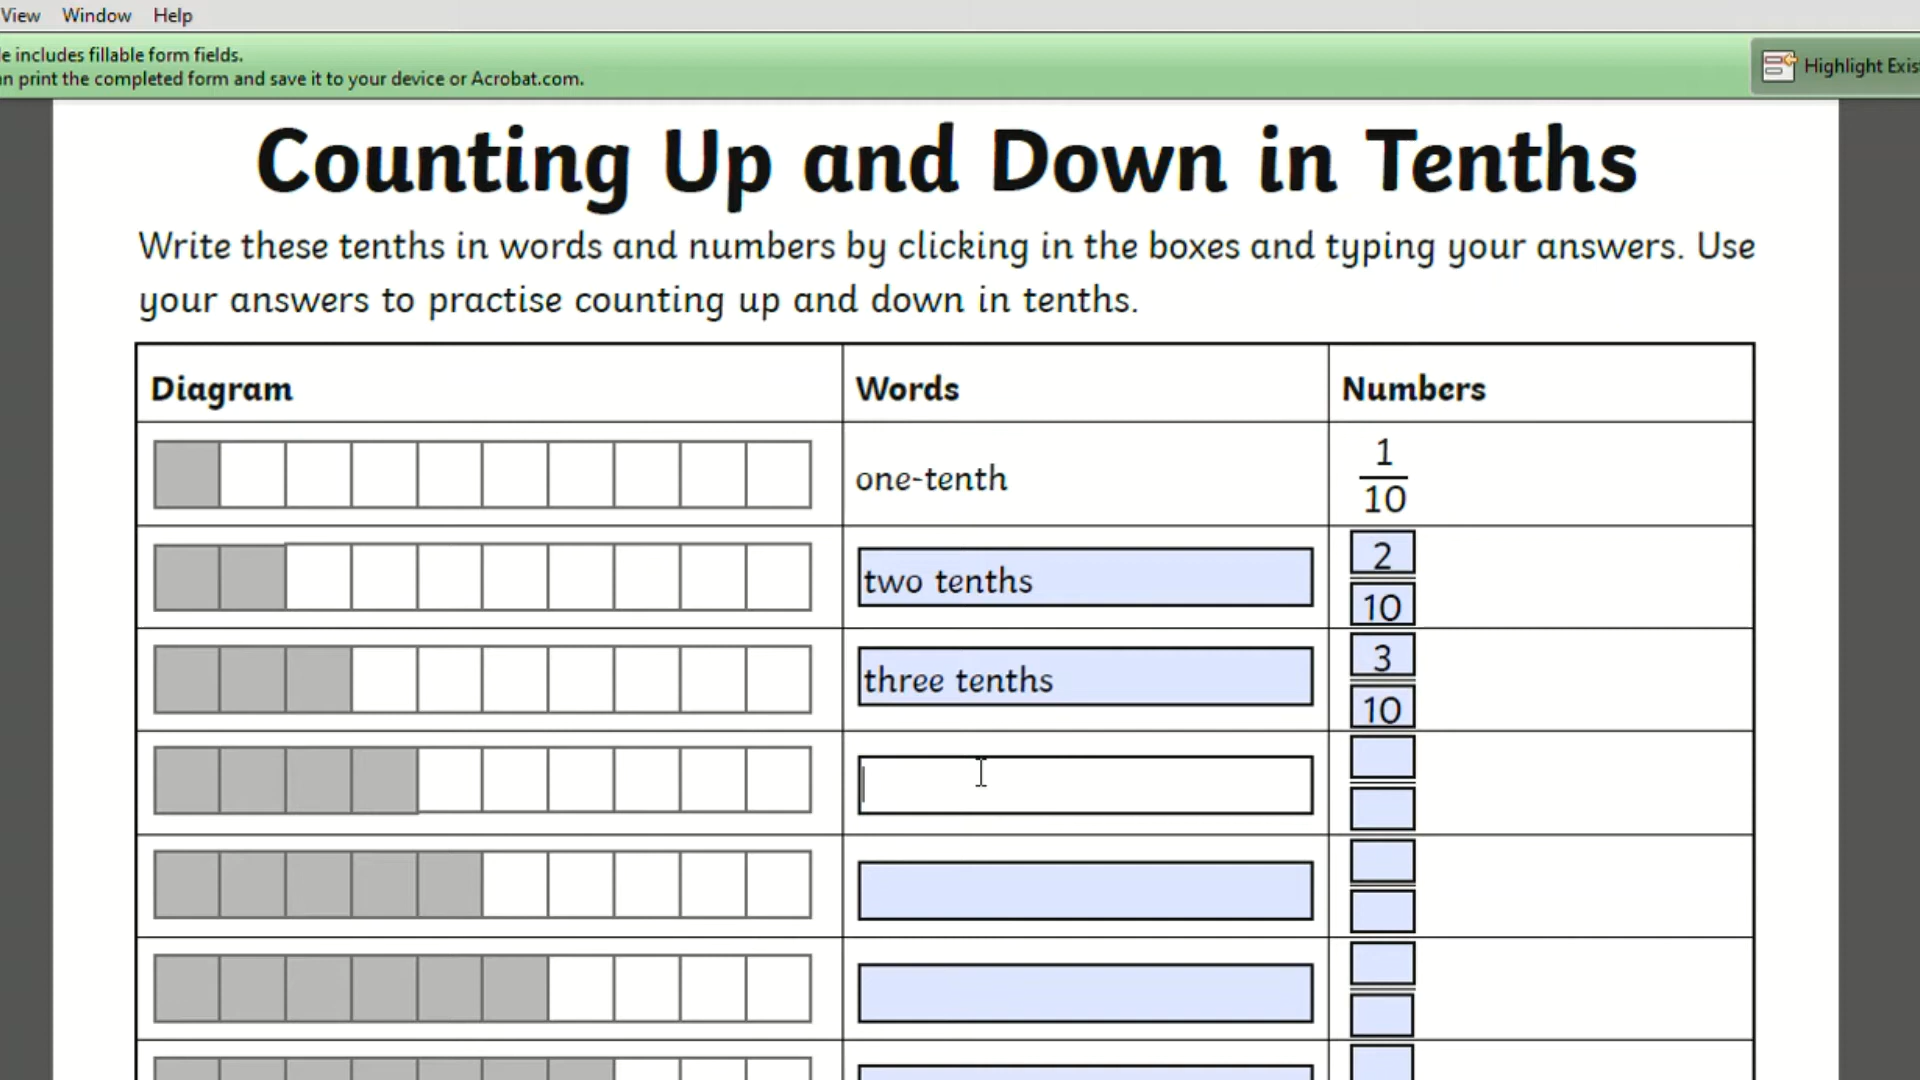 View Window Help
e includes fillable form fields.
n print the completed form and save it to your device or Acrobat.com.
Highlight Exis
Counting Up and Down in Tenths
Write these tenths in words and numbers by clicking in the boxes and typing your answers. Use
your answers to practise counting up and down in tenths.
Diagram Words Numbers
one-tenth
1
10
two tenths
2
10
three tenths
3
10